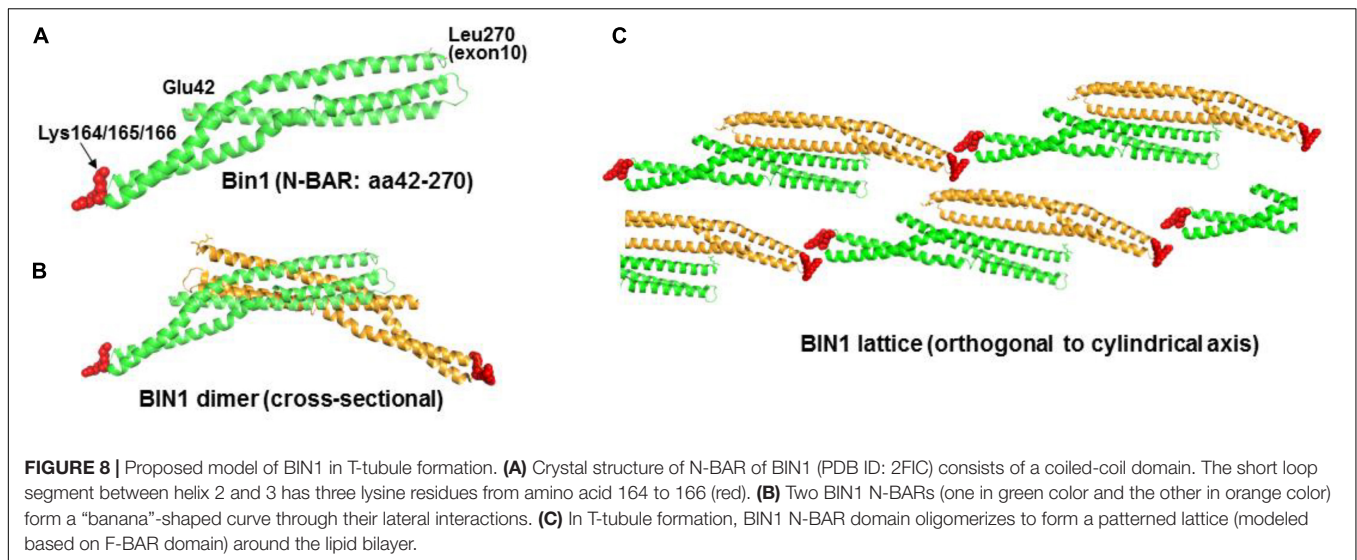 A
Leu270
(exon10)
Glu42
Lys164/165/166
Bin1 (N-BAR: aa42-270)
B
BIN1 dimer (cross-sectional)
C
BIN1 lattice (orthogonal to cylindrical axis)
FIGURE 8 | Proposed model of BIN1 in T-tubule formation. (A) Crystal structure of N-BAR of BIN1 (PDB ID: 2FIC) consists of a coiled-coil domain. The short loop
segment between helix 2 and 3 has three lysine residues from amino acid 164 to 166 (red). (B) Two BIN1 N-BARs (one in green color and the other in orange color)
form a “banana”-shaped curve through their lateral interactions. (C) In T-tubule formation, BIN1 N-BAR domain oligomerizes to form a patterned lattice (modeled
based on F-BAR domain) around the lipid bilayer.